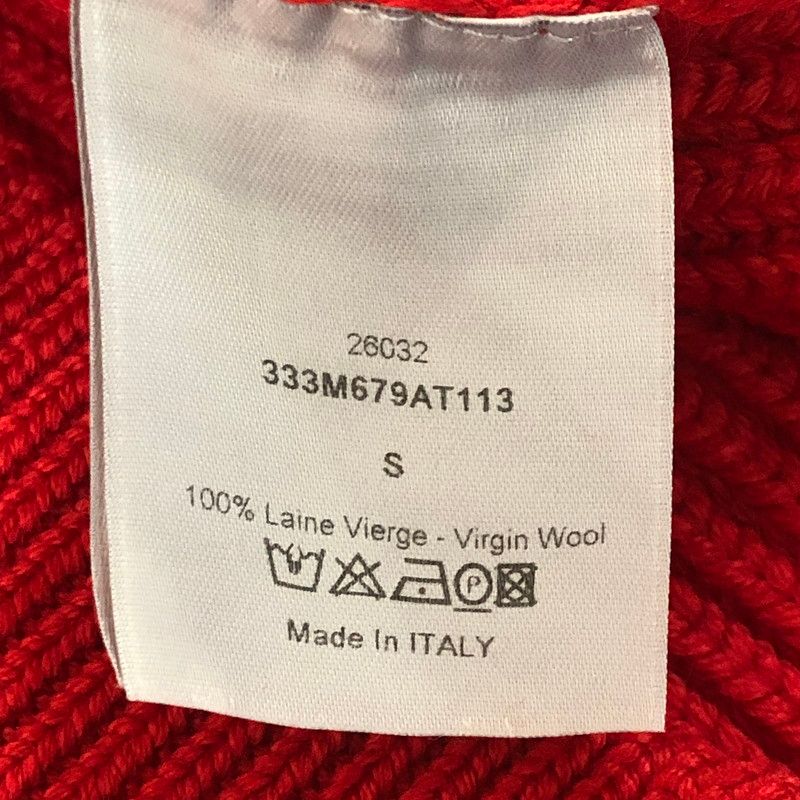 26032
333M679AT113
S
100% Laine Vierge - Virgin Wool
P
Made In ITALY